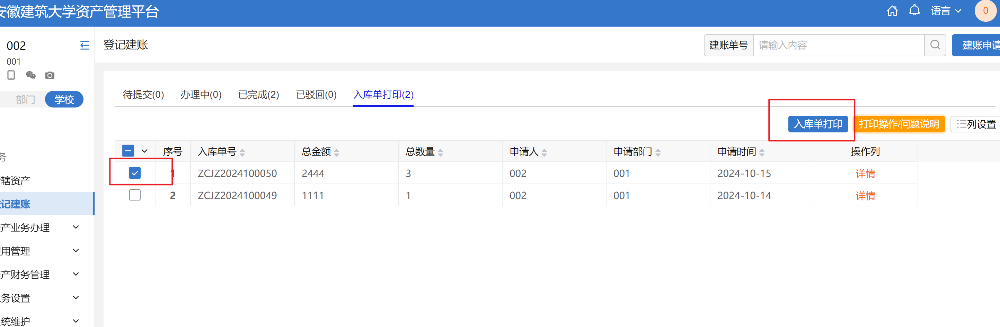 安徽建筑大学资产管理平台
语言
0
002
001
部门 学校
务
辖资产
记建账
产业务办理
用管理
产财务管理
务设置
统维护
登记建账
建账单号 请输入内容
建账申请
待提交(0) 办理中(0) 已完成(2) 已驳回(0) 入库单打印(2)
入库单打印 打印操作/问题说明 列设置
序号 入库单号 总金额 总数量 申请人 申请部门 申请时间 操作列
1 ZCJZ2024100050 2444 3 002 001 2024-10-15 详情
2 ZCJZ2024100049 1111 1 002 001 2024-10-14 详情